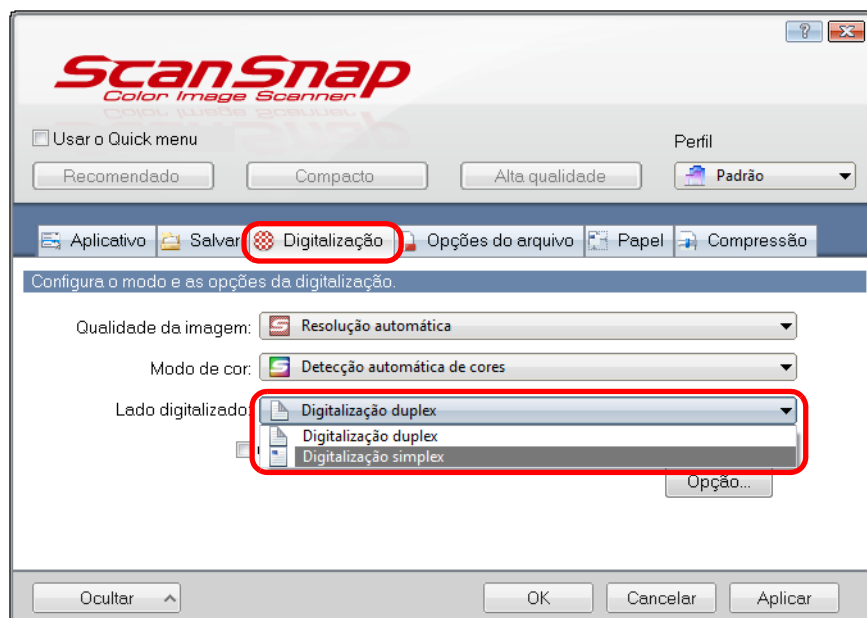 ScanSnap
Color Image Scanner
Usar o Quick menu
Perfil
Recomendado Compacto Alta qualidade Padrão
Aplicativo Salvar Digitalização Opções do arquivo Papel Compressão
Configura o modo e as opções da digitalização.
Qualidade da imagem: Resolução automática
Modo de cor: Detecção automática de cores
Lado digitalizado: Digitalização duplex
Digitalização duplex
Digitalização simplex
Opção...
Ocultar OK Cancelar Aplicar